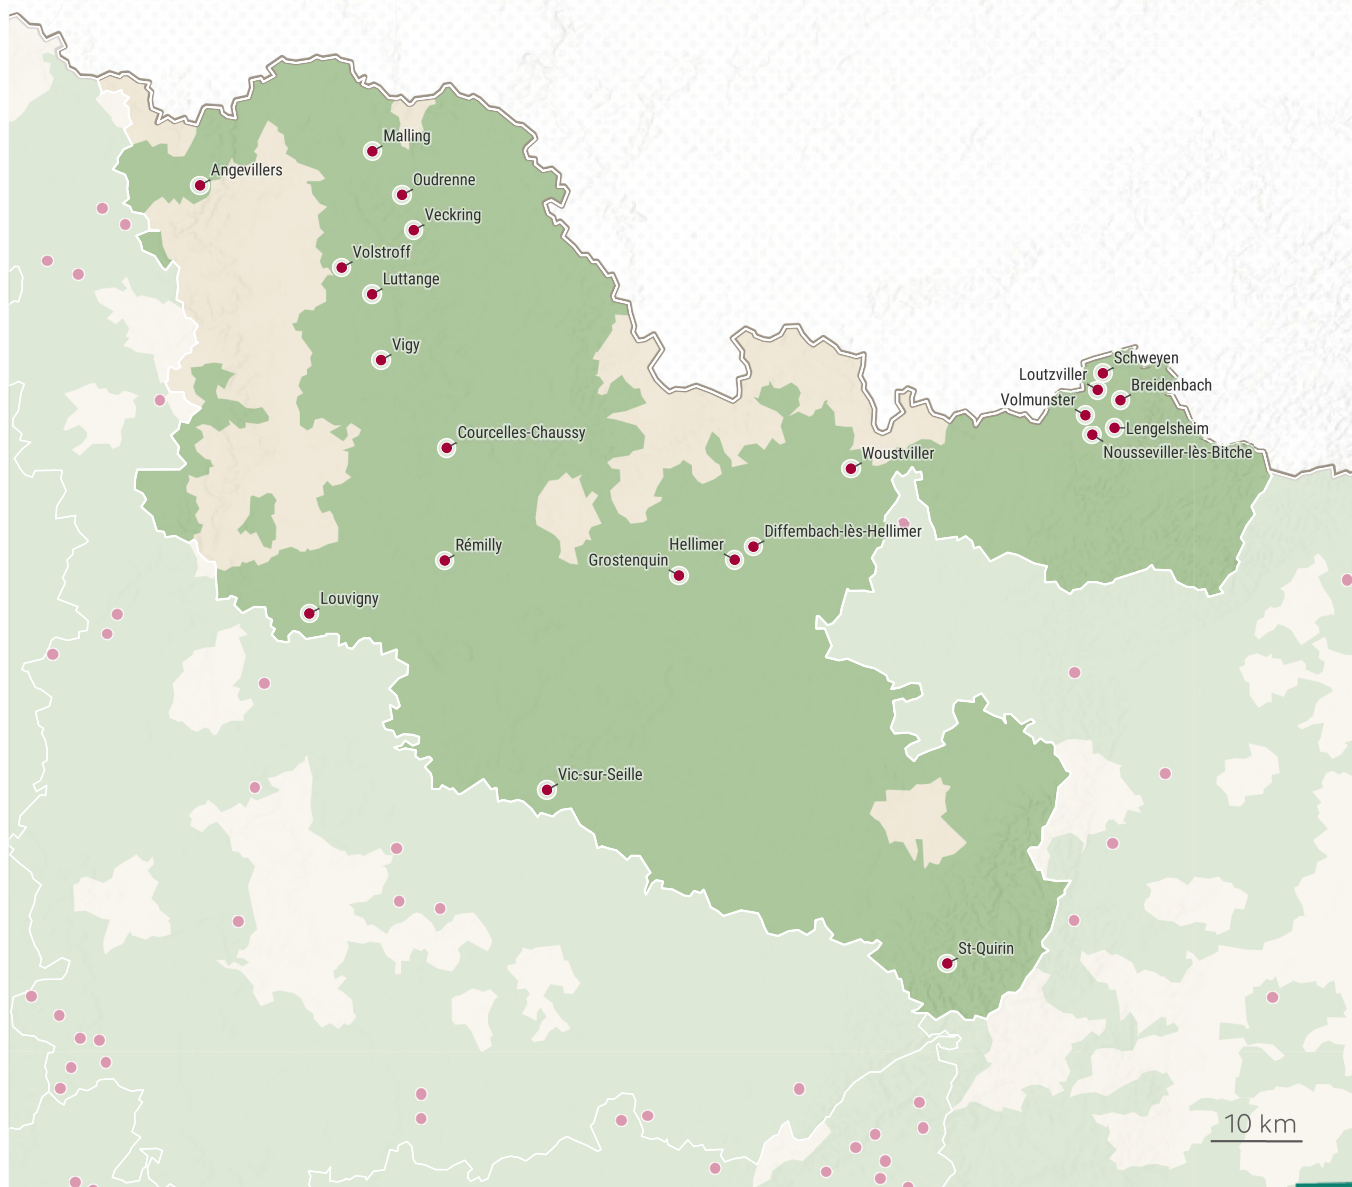 Malling
Angevillers
Oudrenne
Veckring
Volstroff
Luttange
Vigy
Schweyen
Loutzviller
Breidenbach
Volmunster
Lengelsheim
Nousseviller-lès-Bitche
Courcelles-Chaussy
Woustviller
Diffembach-lès-Hellimer
Hellimer
Rémilly
Grostenquin
Louvigny
Vic-sur-Seille
St-Quirin
10 km